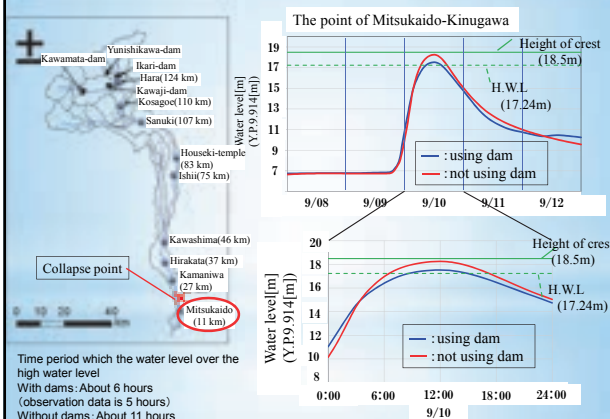 The point of Mitsukaido-Kinugawa
Yunishikawa-dam
Kawamata-dam
Ikari-dam
Hara(124 km)
Kawaji-dam
Kosagoe(110 km)
Sanuki(107 km)
Houseki-temple
(83 km)
Ishii(75 km)
Kawashima(46 km)
Hirakata(37 km)
Kamaniwa
(27 km)
Collapse point
Mitsukaido
(11 km)
0 10 20 40
km
Time period which the water level over the
high water level
With dams: About 6 hours
(observation data is 5 hours)
Without dams: About 11 hours
Water level[m]
(Y.P.9.914[m])
19
17
15
13
11
9
7
Height of crest
(18.5m)
H.W.L
(17.24m)
: using dam
: not using dam
9/08 9/09 9/10 9/11 9/12
Water level[m]
(Y.P.9.914[m])
20
18
16
14
12
10
8
Height of crest
(18.5m)
H.W.L
(17.24m)
: using dam
: not using dam
0:00 6:00 12:00 18:00 24:00
9/10